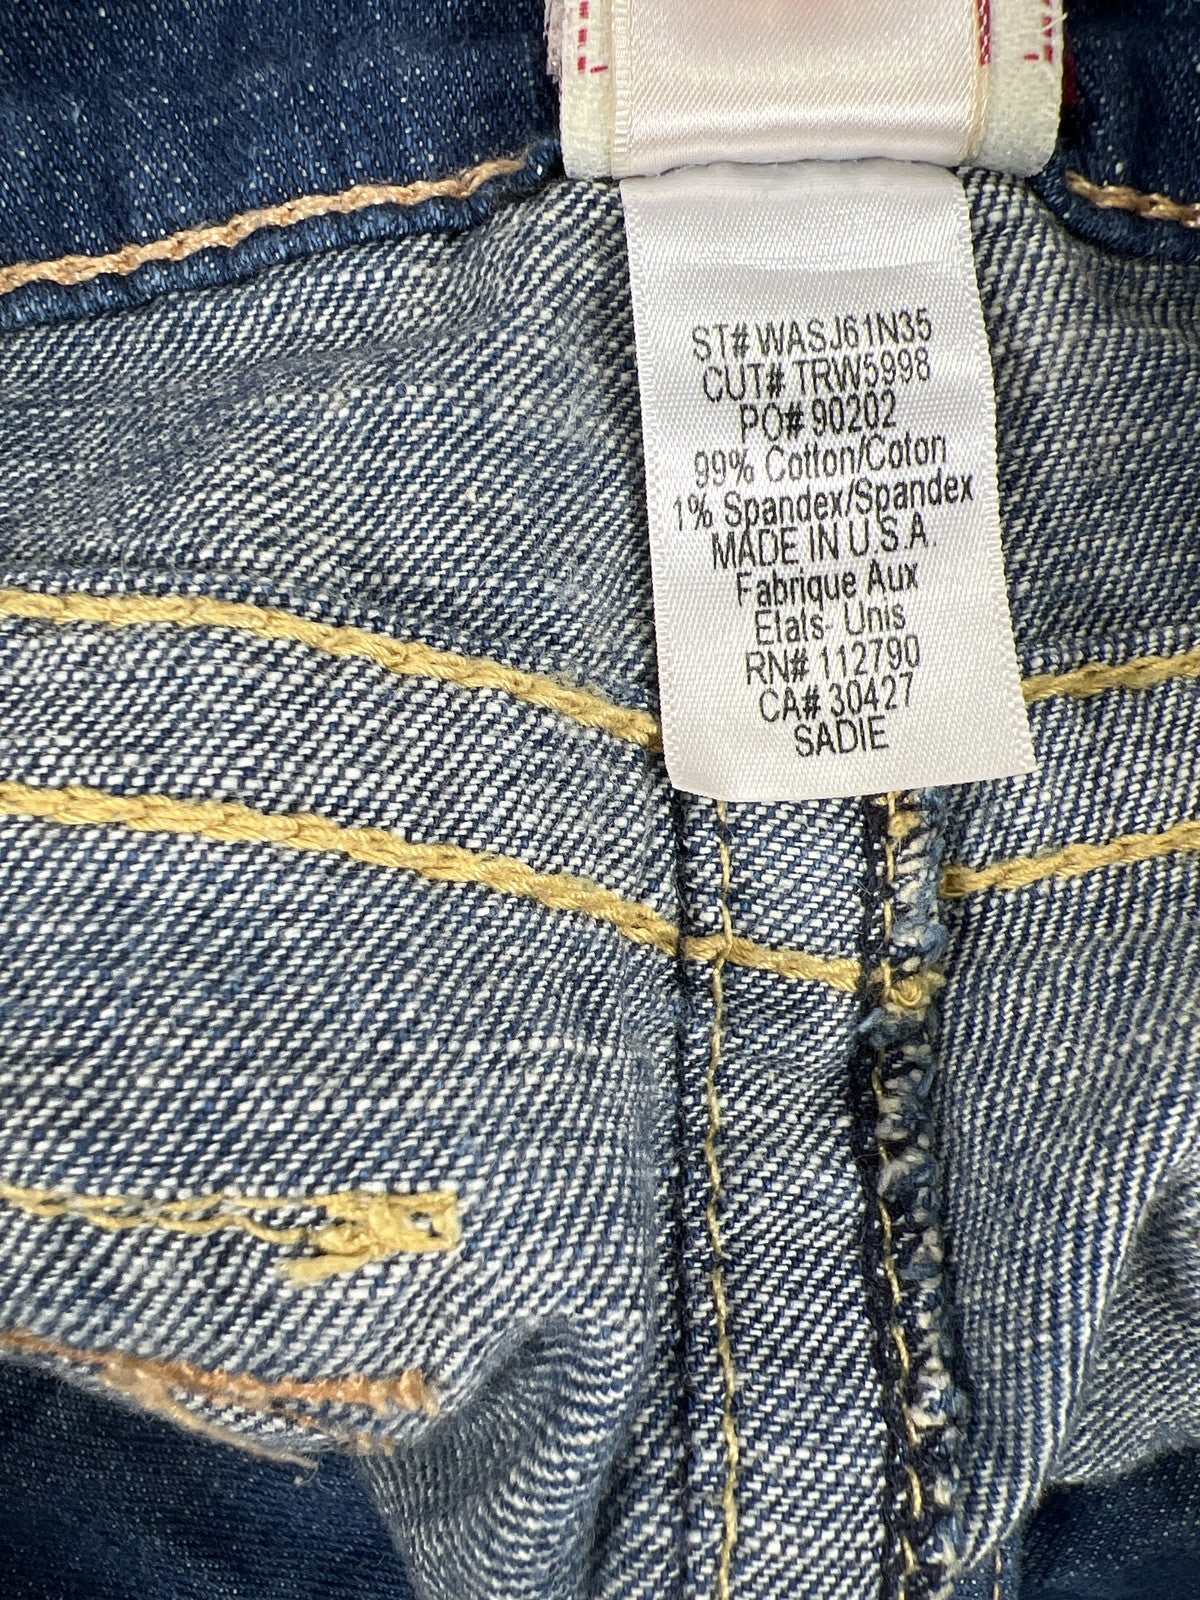 ST# WASJ61N35
CUT# TRW5998
PO# 90202
99% Cotton/Coton
1% Spandex/Spandex
MADE IN U.S.A.
Fabrique Aux
Etats- Unis
RN# 112790
CA# 30427
SADIE